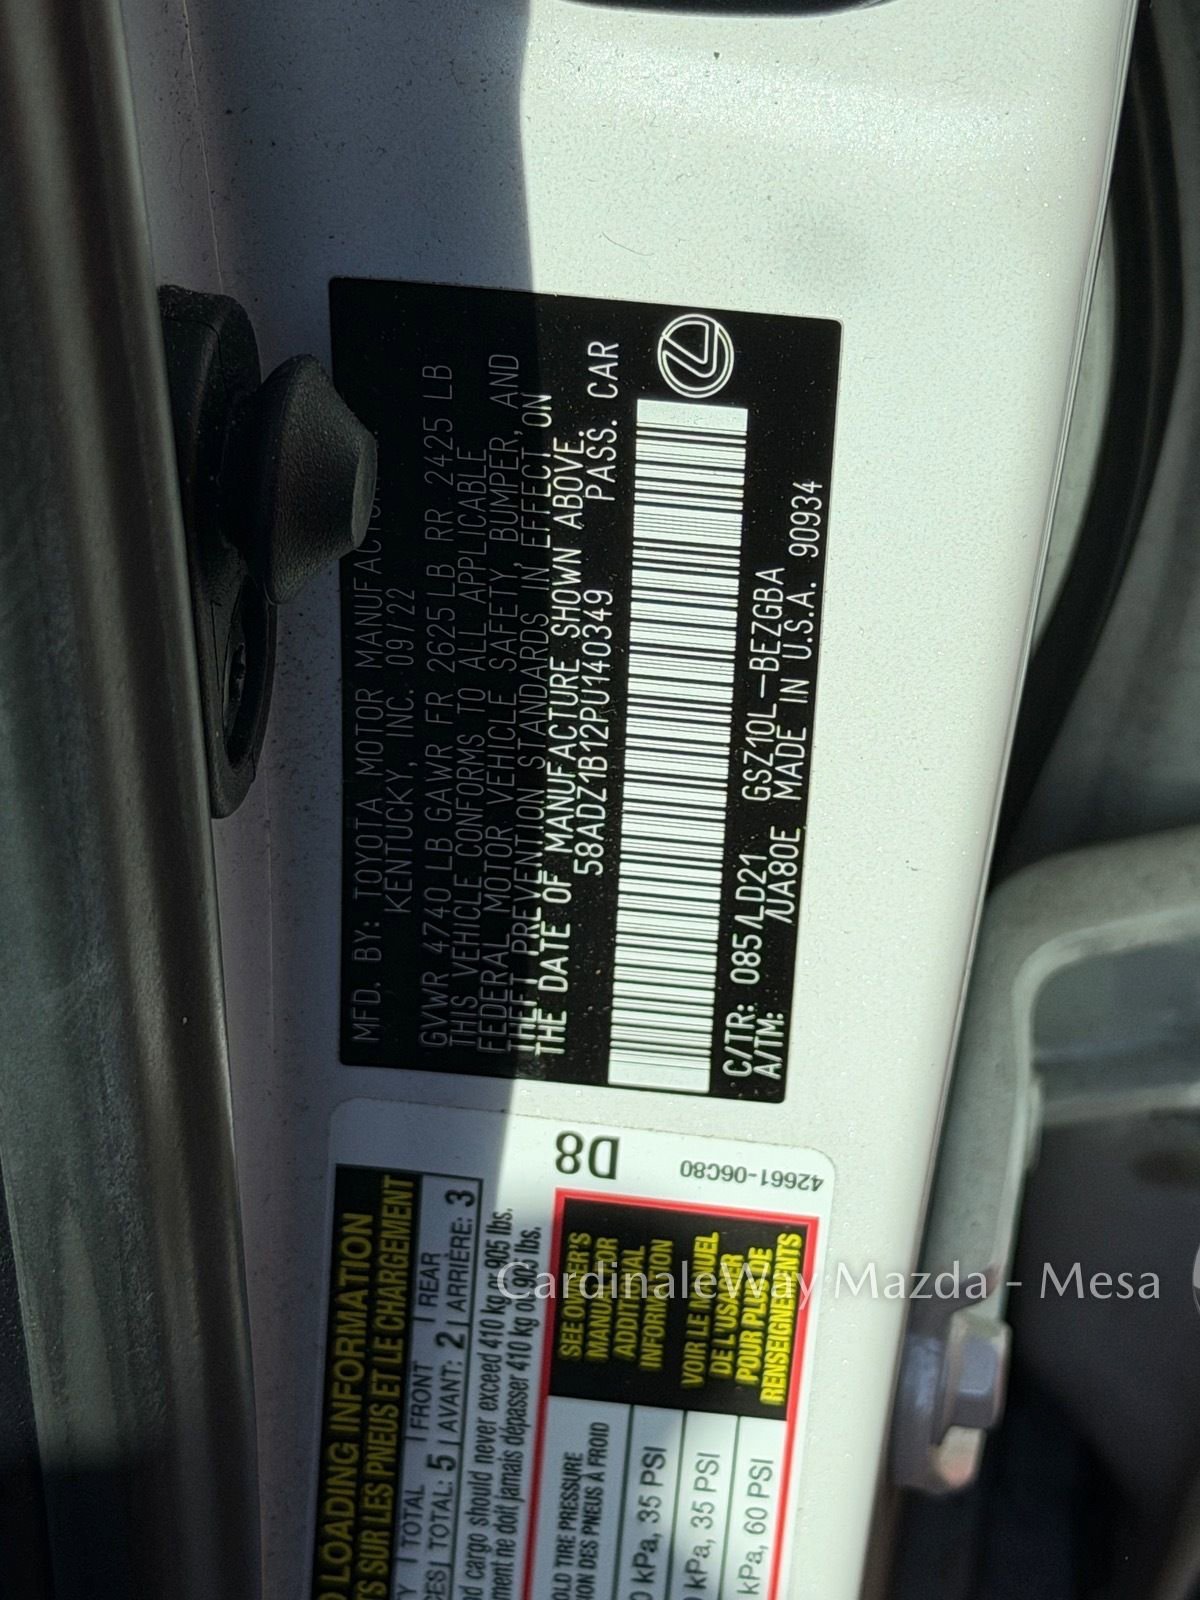 MFD. BY: TOYOTA MOTOR
KENTUCKY, INC. 09/22
GVWR 4740 LB GAWR FR 2625 LB RR 2425 LB
THIS VEHICLE CONFORMS TO ALL APPLICABLE
FEDERAL MOTOR VEHICLE SAFETY, BUMPER, AND
THEFT PREVENTION STANDARDS IN EFFECT ON
THE DATE OF MANUFACTURE SHOWN ABOVE.
58ADZ1B12PU140349 PASS. CAR
C/TR: 085/LD21 GSZ10L-BEZGBA
A/TM: /UA80E MADE IN U.S.A. 90934
LOADING INFORMATION
SUR LES PNEUS ET LE CHARGEMENT
TOTAL FRONT REAR
TOTAL: 5 AVANT: 2 ARRIÈRE: 3
cargo should never exceed 410 kg or 905 lbs.
ne doit jamais dépasser 410 kg ou 905 lbs.
D8
42661-06C80
TIRE PRESSURE
DES PNEUS À FROID
kPa, 35 PSI
kPa, 35 PSI
kPa, 60 PSI
SEE OWNER'S
MANUAL FOR
ADDITIONAL
INFORMATION
VOIR LE MANUEL
DE L'USAGER
POUR PLUS DE
RENSEIGNEMENTS
CardinaleWay Mazda - Mesa